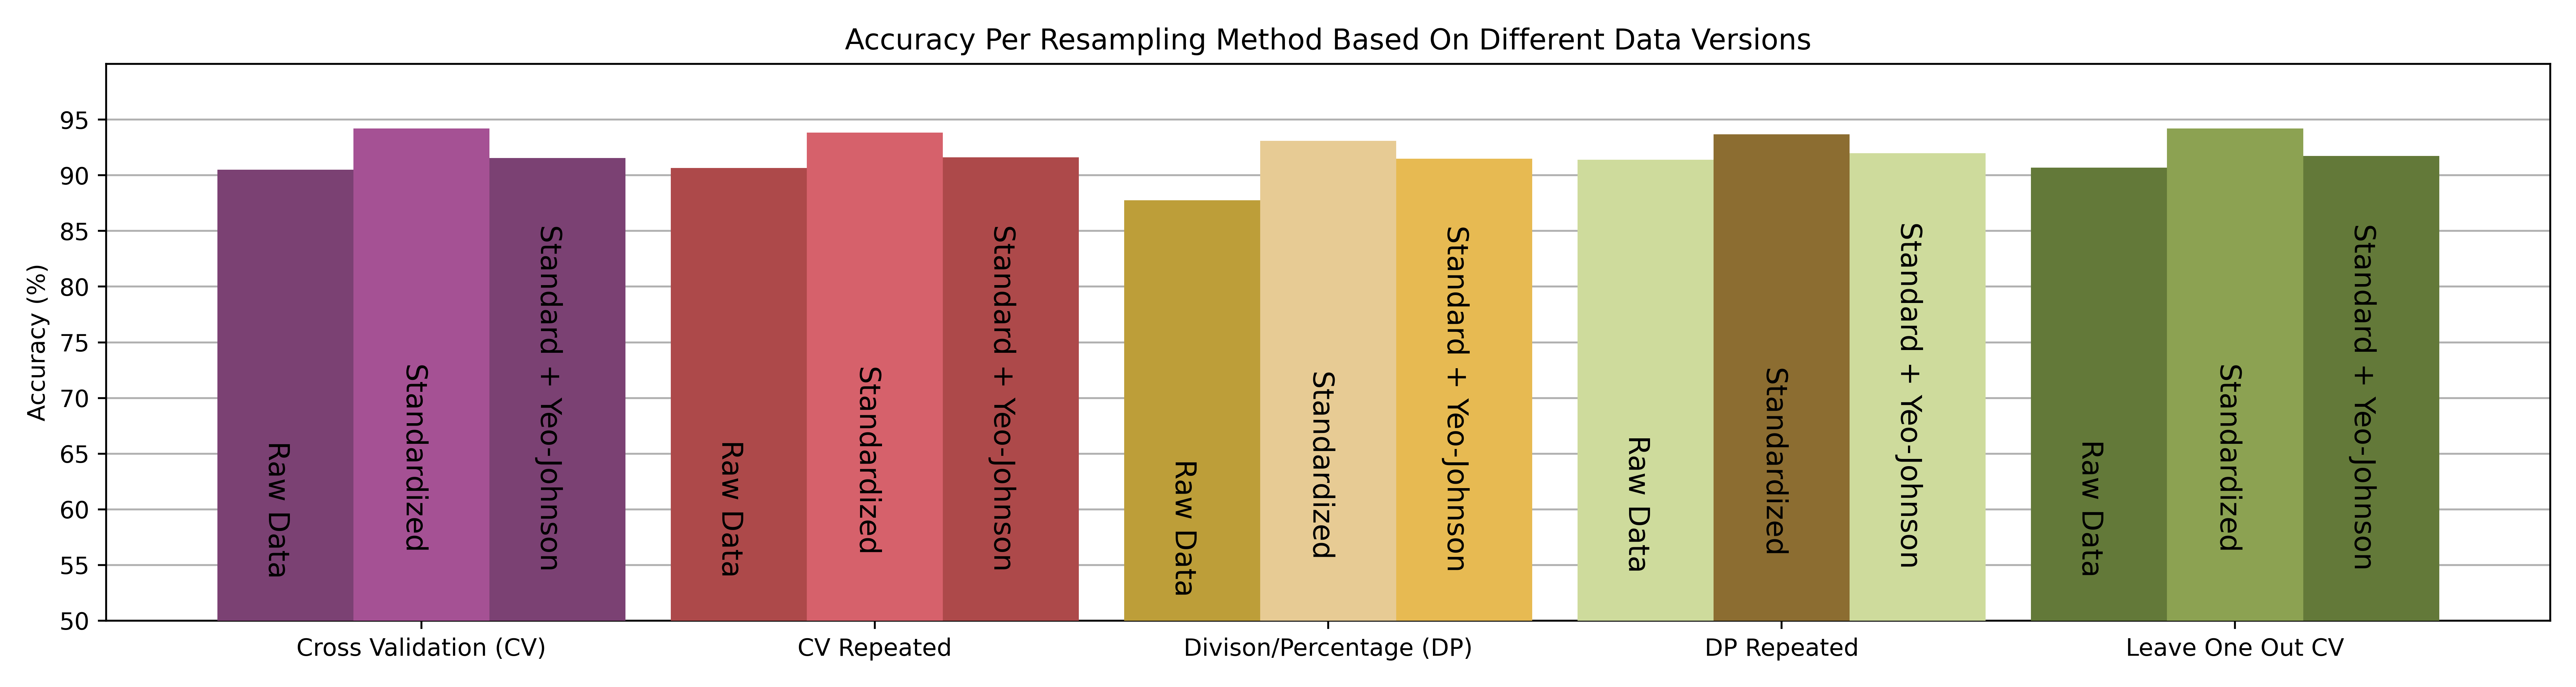 Accuracy Per Resampling Method Based On Different Data Versions
Accuracy (%)
95
90
85
80
75
70
65
60
55
50
Raw Data
Standardized
Standard + Yeo-Johnson
Raw Data
Standardized
Standard + Yeo-Johnson
Raw Data
Standardized
Standard + Yeo-Johnson
Raw Data
Standardized
Standard + Yeo-Johnson
Raw Data
Standardized
Standard + Yeo-Johnson
Cross Validation (CV)
CV Repeated
Divison/Percentage (DP)
DP Repeated
Leave One Out CV